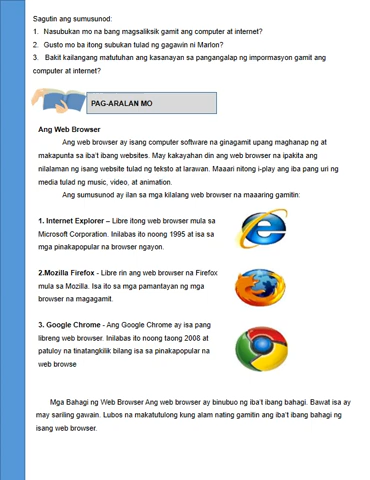 Sagutin ang sumusunod:
1. Nasubukan mo na bang magsaliksik gamit ang computer at internet?
2. Gusto mo ba itong subukan tulad ng gagawin ni Marlon?
3. Bakit kailangang matutuhan ang kasanayan sa pangangalap ng impormasyon gamit ang
computer at internet?
PAG-ARALAN MO
Ang Web Browser
Ang web browser ay isang computer software na ginagamit upang maghanap ng at
makapunta sa iba't ibang websites. May kakayahan din ang web browser na ipakita ang
nilalaman ng isang website tulad ng teksto at larawan. Maaari nitong i-play ang iba pang uri ng
media tulad ng music, video, at animation.
Ang sumusunod ay ilan sa mga kilalang web browser na maaaring gamitin:
1. Internet Explorer – Libre itong web browser mula sa
Microsoft Corporation. Inilabas ito noong 1995 at isa sa
mga pinakapopular na browser ngayon.
2.Mozilla Firefox - Libre rin ang web browser na Firefox
mula sa Mozilla. Isa ito sa mga pamantayan ng mga
browser na magagamit.
3. Google Chrome - Ang Google Chrome ay isa pang
libreng web browser. Inilabas ito noong taong 2008 at
patuloy na tinatangkilik bilang isa sa pinakapopular na
web browse
Mga Bahagi ng Web Browser Ang web browser ay binubuo ng iba't ibang bahagi. Bawat isa ay
may sariling gawain. Lubos na makatutulong kung alam nating gamitin ang iba't ibang bahagi ng
isang web browser.